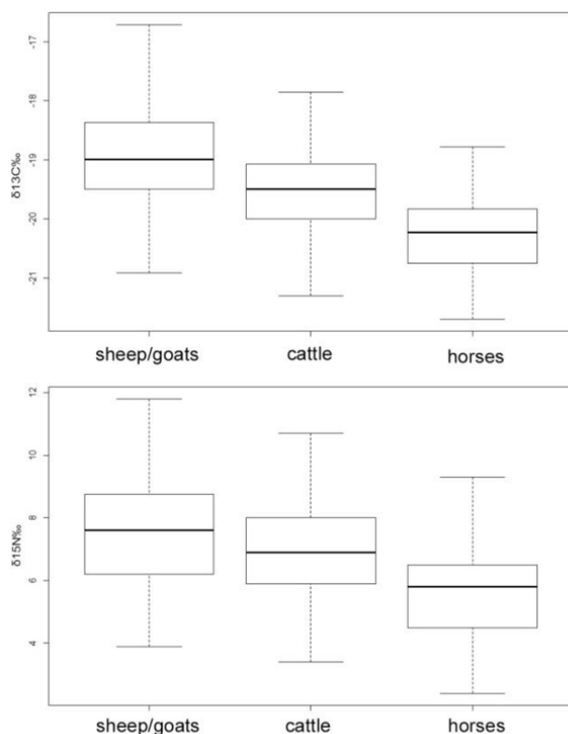 -17
-18
-19
-20
-21
δ13C‰
sheep/goats cattle horses
12
10
8
6
4
δ15N‰
sheep/goats cattle horses